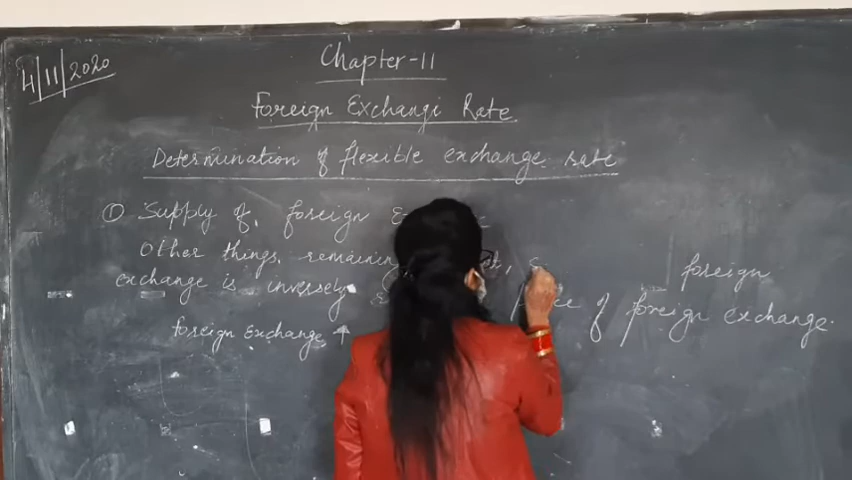 4/11/2020
Chapter-11
Foreign Exchangi Rate
Determination of flexible exchange rate
① Supply of foreign E
Other things, remaining S foreign
exchange is inversely of foreign exchange.
foreign Exchange ↑